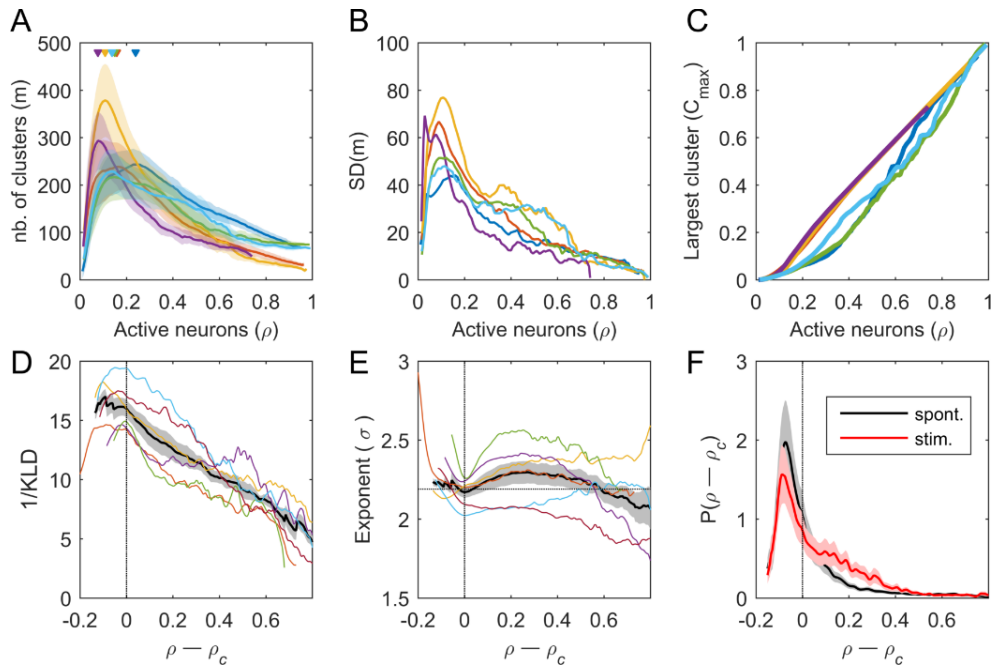 A
nb. of clusters (m)
500
400
300
200
100
0
0 0.2 0.4 0.6 0.8 1
Active neurons (ρ)
B
SD(m)
100
80
60
40
20
0
0 0.2 0.4 0.6 0.8 1
Active neurons (ρ)
C
Largest cluster (Cmax)
1
0.8
0.6
0.4
0.2
0
0 0.2 0.4 0.6 0.8 1
Active neurons (ρ)
D
1/KLD
20
15
10
5
0
-0.2 0 0.2 0.4 0.6 0.8
ρ — ρc
E
Exponent ( σ )
3
2.5
2
1.5
-0.2 0 0.2 0.4 0.6 0.8
ρ — ρc
F
P(ρ — ρc)
3
2
1
0
spont.
stim.
-0.2 0 0.2 0.4 0.6 0.8
ρ — ρc